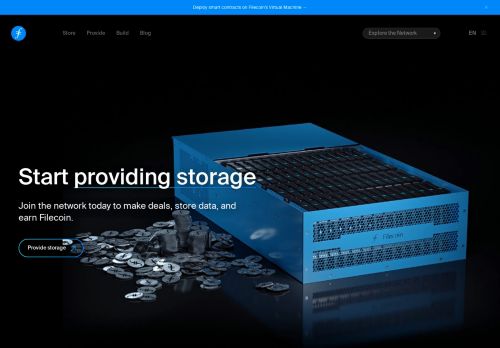 Deploy smart contracts on Filecoin's Virtual Machine →
Store
Provide
Build
Blog
Explore the Network
EN
Start providing storage
Join the network today to make deals, store data, and
earn Filecoin.
Provide storage
Filecoin